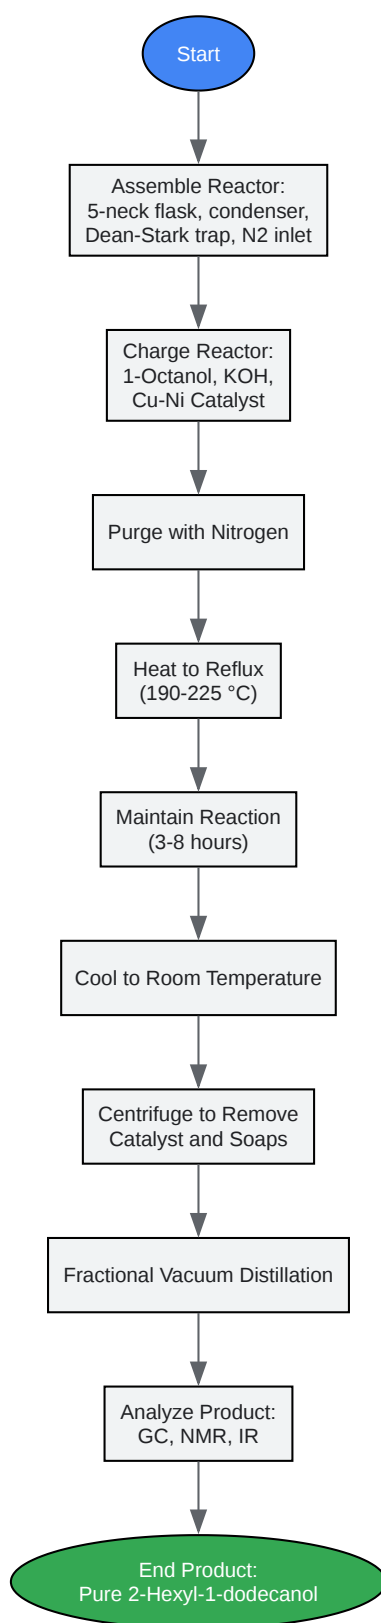 Start
Assemble Reactor:
5-neck flask, condenser,
Dean-Stark trap, N2 inlet
Charge Reactor:
1-Octanol, KOH,
Cu-Ni Catalyst
Purge with Nitrogen
Heat to Reflux
(190-225 °C)
Maintain Reaction
(3-8 hours)
Cool to Room Temperature
Centrifuge to Remove
Catalyst and Soaps
Fractional Vacuum Distillation
Analyze Product:
GC, NMR, IR
End Product:
Pure 2-Hexyl-1-dodecanol